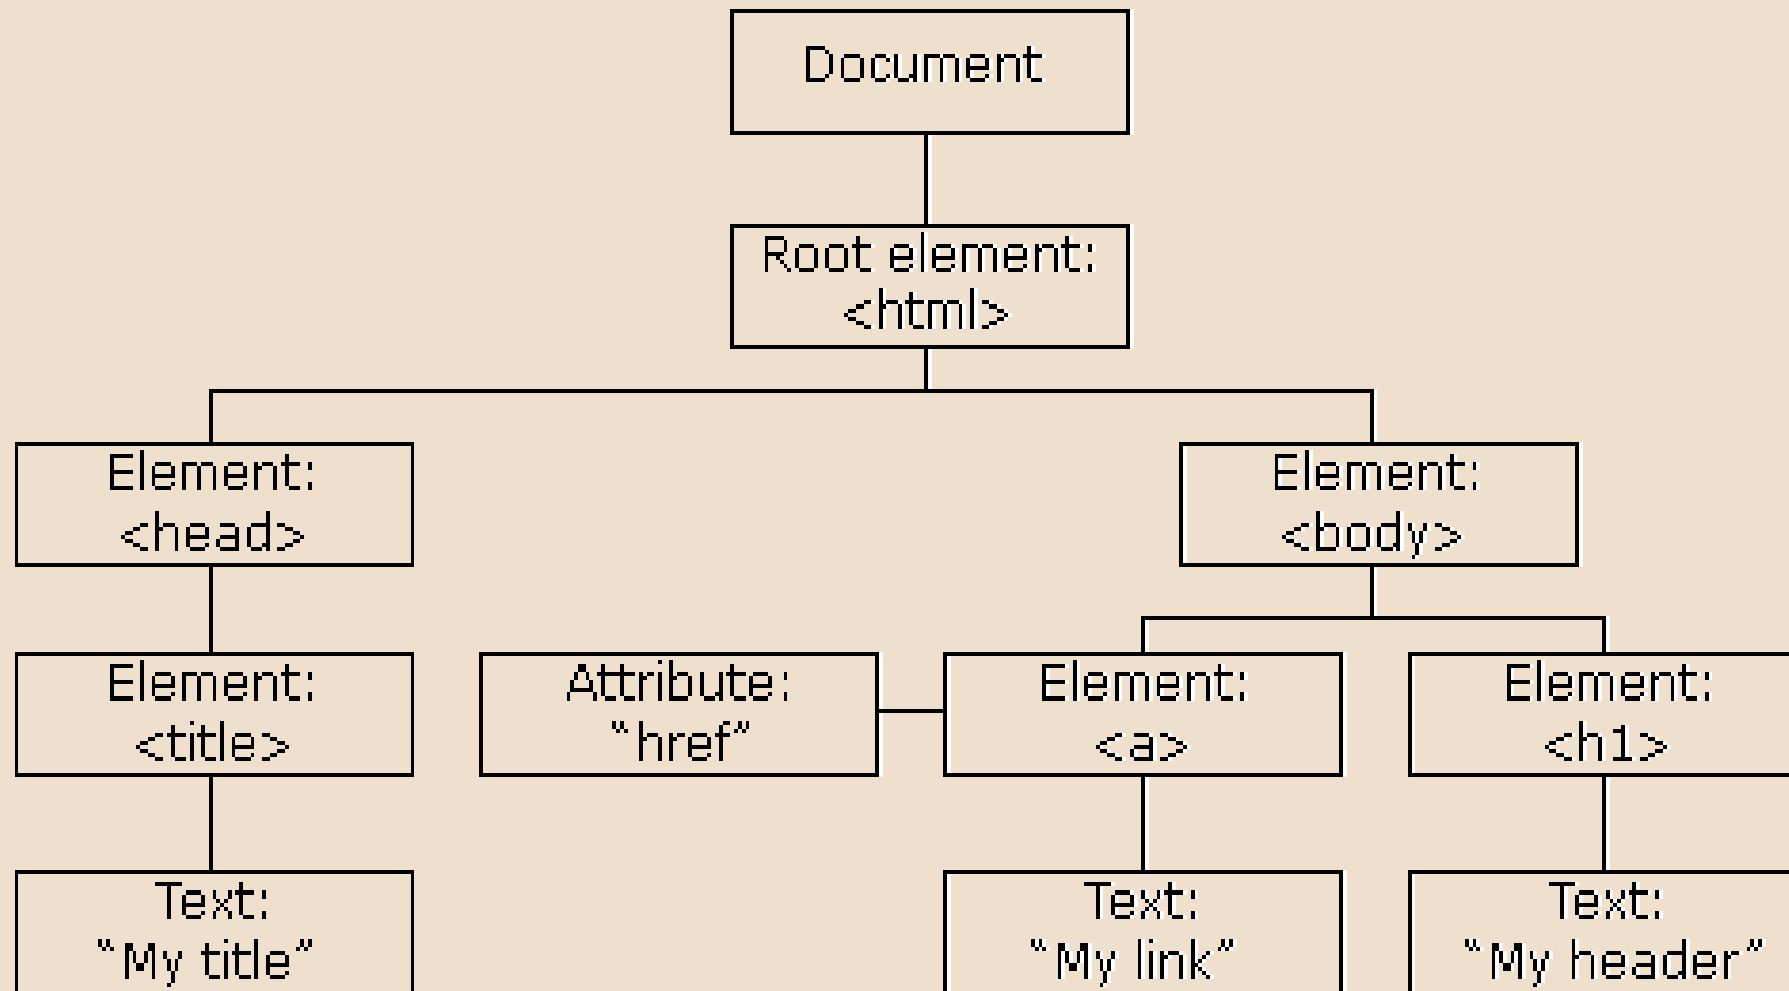 Document
Root element:
<html>
Element:
<head>
Element:
<body>
Element:
<title>
Attribute:
“href”
Element:
<a>
Element:
<h1>
Text:
“My title”
Text:
“My link”
Text:
“My header”